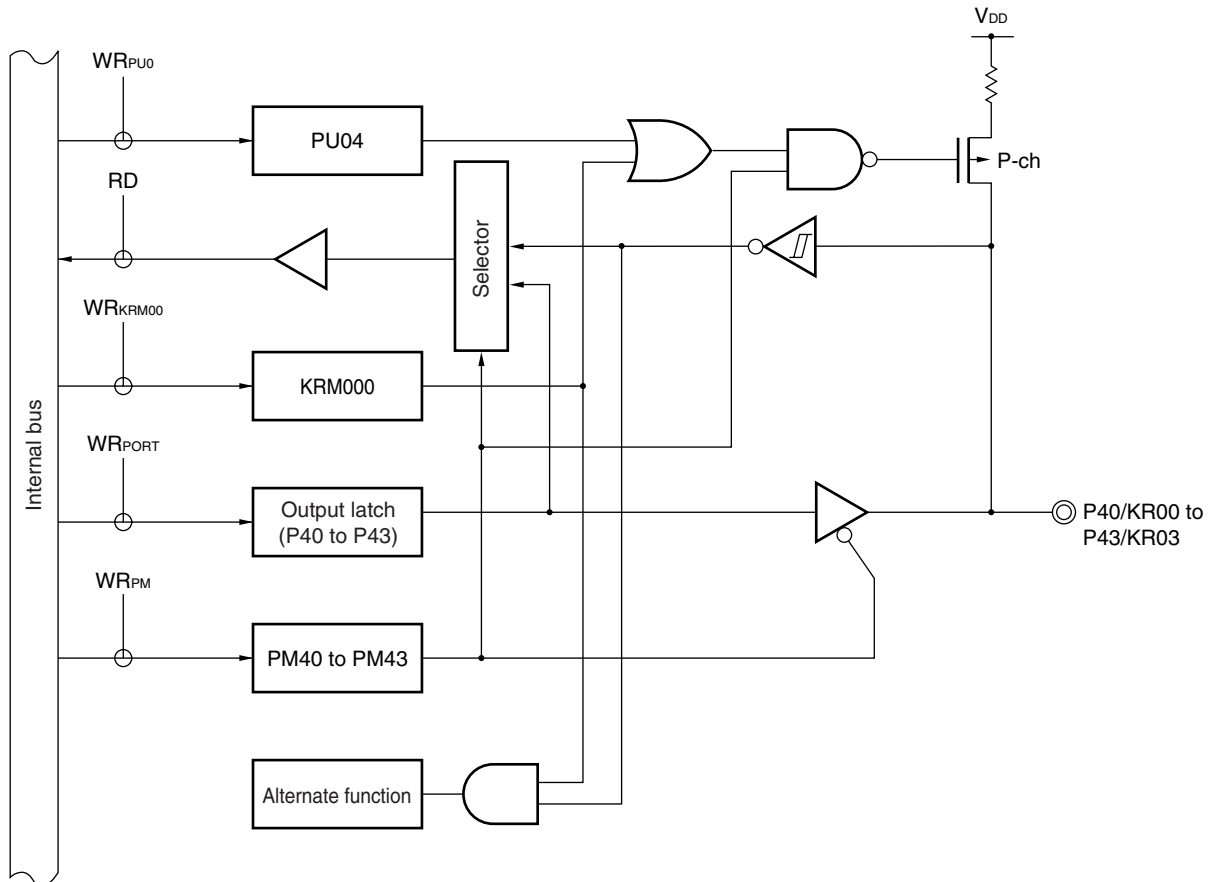 VDD
WRPU0
PU04
P-ch
RD
Selector
WRKRM00
KRM000
Internal bus
WRPORT
Output latch
(P40 to P43)
P40/KR00 to
P43/KR03
WRPM
PM40 to PM43
Alternate function